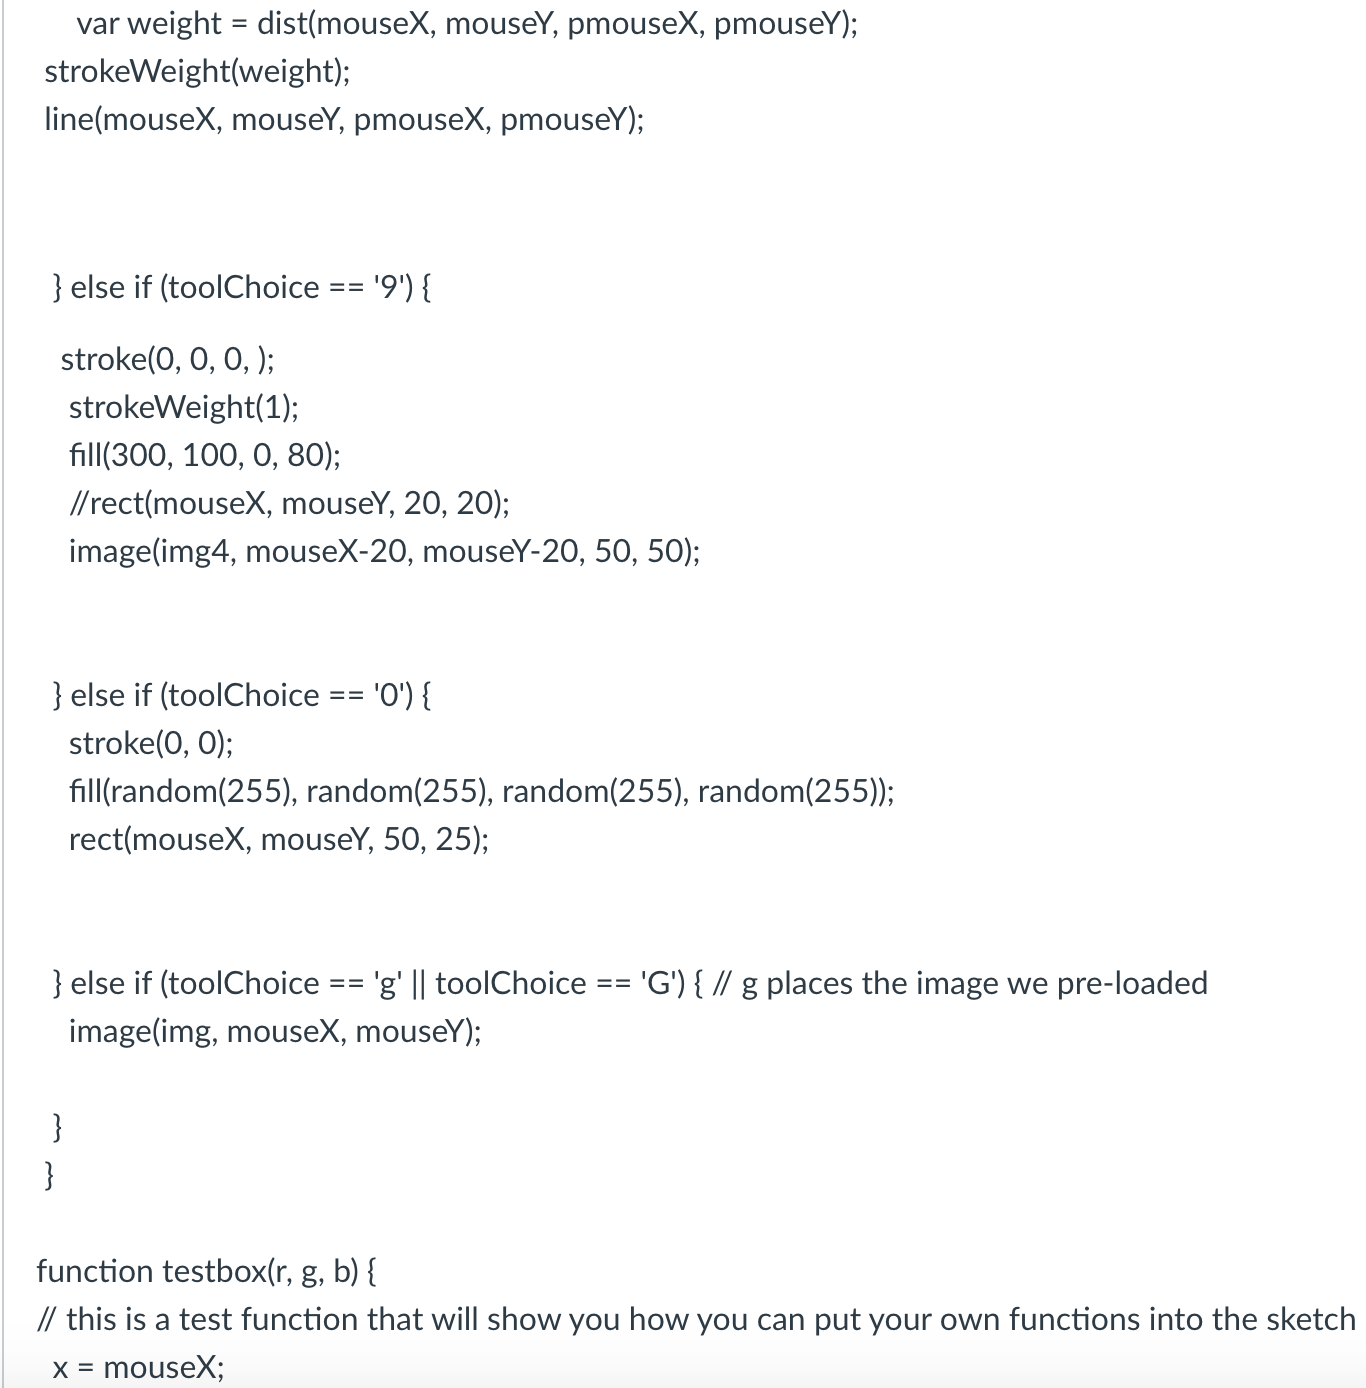 var weight = dist(mouseX, mouseY, pmouseX, pmouseY);
strokeWeight(weight);
line(mouseX, mouseY, pmouseX, pmouseY);
} else if (toolChoice == '9') {
stroke(0, 0, 0, );
strokeWeight(1);
fill(300, 100, 0, 80);
//rect(mouseX, mouseY, 20, 20);
image(img4, mouseX-20, mouseY-20, 50, 50);
} else if (toolChoice == '0') {
stroke(0, 0);
fill(random(255), random(255), random(255), random(255));
rect(mouseX, mouseY, 50, 25);
} else if (toolChoice == 'g' || toolChoice == 'G') { // g places the image we pre-loaded
image(img, mouseX, mouseY);
}
}
function testbox(r, g, b) {
// this is a test function that will show you how you can put your own functions into the sketch
x = mouseX;